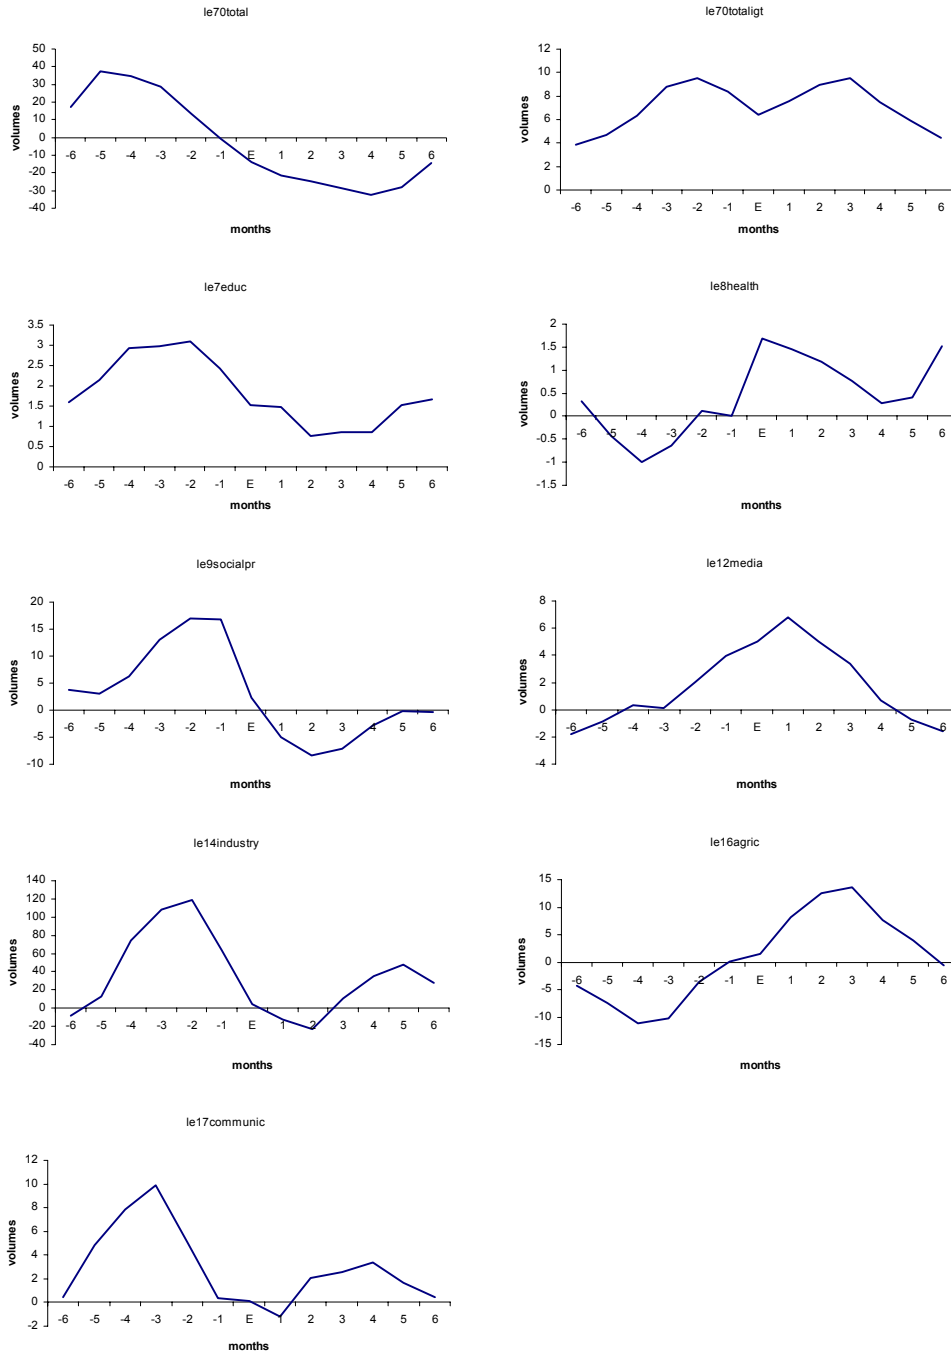 le70total
50
40
30
20
10
0
-10
-20
-30
-40
volumes
-6 -5 -4 -3 -2 -1 E 1 2 3 4 5 6
months
le70totaligt
12
10
8
6
4
2
0
volumes
-6 -5 -4 -3 -2 -1 E 1 2 3 4 5 6
months
le7educ
3.5
3
2.5
2
1.5
1
0.5
0
volumes
-6 -5 -4 -3 -2 -1 E 1 2 3 4 5 6
months
le8health
2
1.5
1
0.5
0
-0.5
-1
-1.5
volumes
-6 -5 -4 -3 -2 -1 E 1 2 3 4 5 6
months
le9socialpr
20
15
10
5
0
-5
-10
volumes
-6 -5 -4 -3 -2 -1 E 1 2 3 4 5 6
months
le12media
8
6
4
2
0
-2
-4
volumes
-6 -5 -4 -3 -2 -1 E 1 2 3 4 5 6
months
le14industry
140
120
100
80
60
40
20
0
-20
-40
volumes
-6 -5 -4 -3 -2 -1 E 1 2 3 4 5 6
months
le16agric
15
10
5
0
-5
-10
-15
volumes
-6 -5 -4 -3 -2 -1 E 1 2 3 4 5 6
months
le17communic
12
10
8
6
4
2
0
-2
volumes
-6 -5 -4 -3 -2 -1 E 1 2 3 4 5 6
months